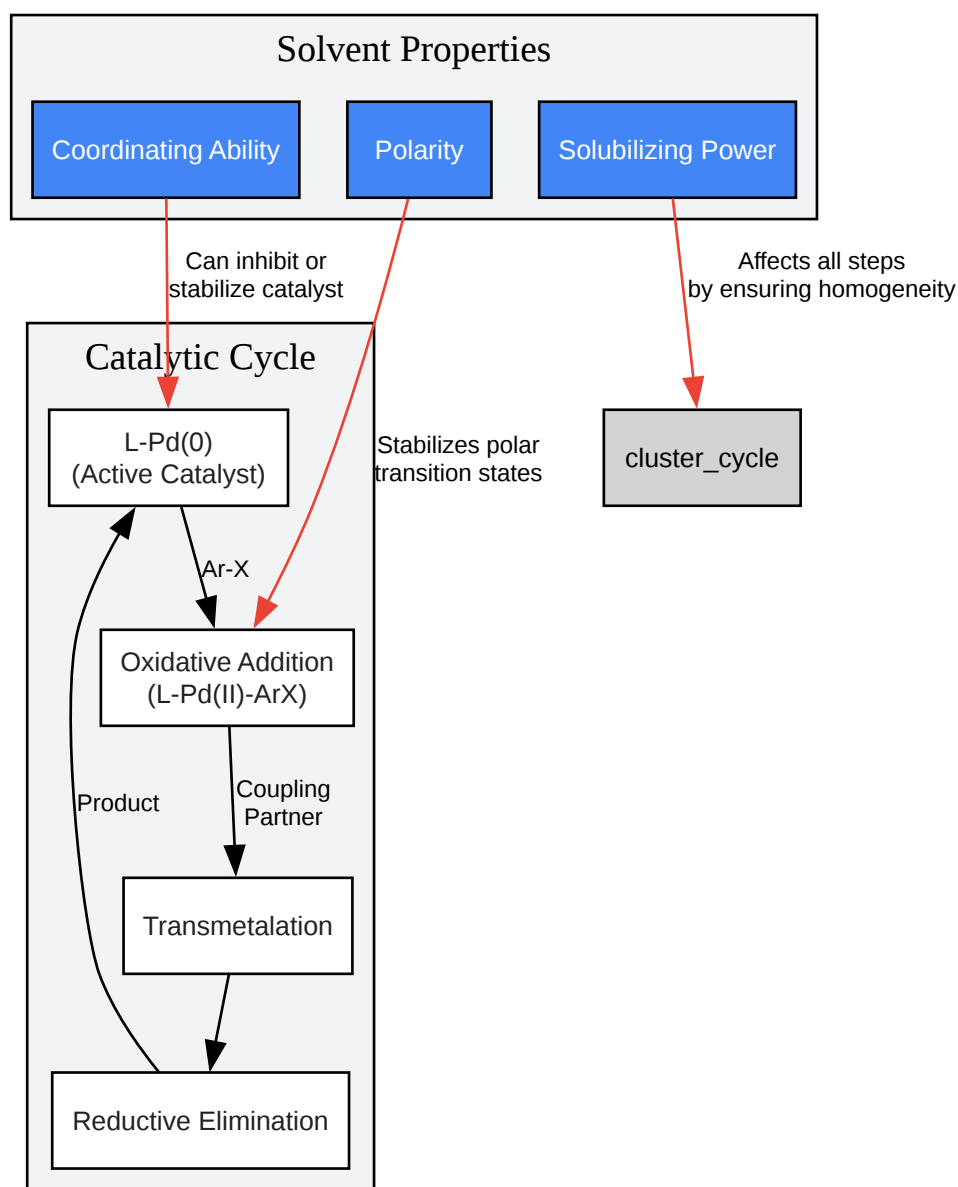 Solvent Properties
Coordinating Ability
Polarity
Solubilizing Power
Can inhibit or
stabilize catalyst
Affects all steps
by ensuring homogeneity
Catalytic Cycle
L-Pd(0)
(Active Catalyst)
Stabilizes polar
transition states
cluster_cycle
Ar-X
Oxidative Addition
(L-Pd(II)-ArX)
Coupling
Partner
Product
Transmetalation
Reductive Elimination